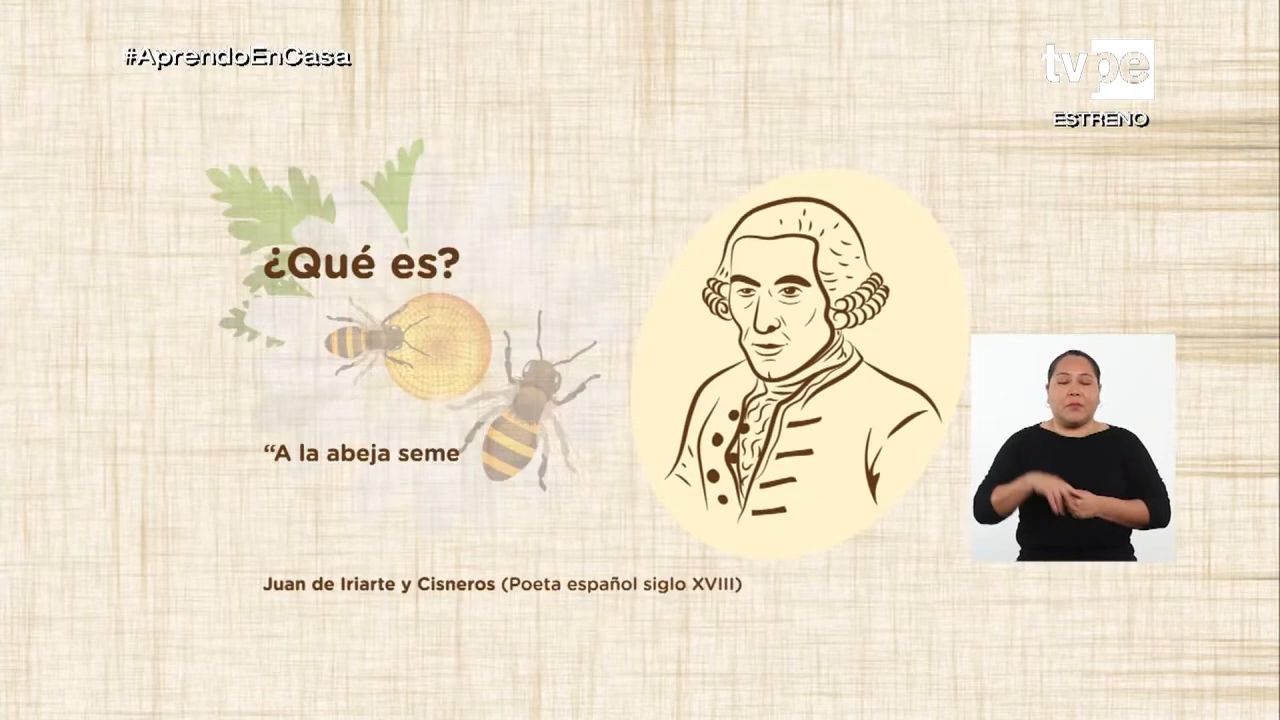 #AprendoEnCasa
tvpe
ESTRENO
¿Qué es?
“A la abeja seme
Juan de Iriarte y Cisneros (Poeta español siglo XVIII)